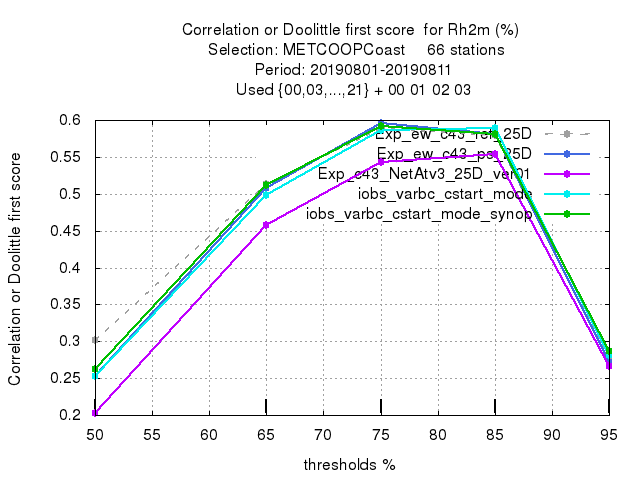 Correlation or Doolittle first score  for Rh2m (%)
Selection: METCOOPCoast     66 stations
Period: 20190801-20190811
Used {00,03,...,21} + 00 01 02 03
Correlation or Doolittle first score
0.6
0.55
0.5
0.45
0.4
0.35
0.3
0.25
0.2
Exp_ew_c43_ref_25D
Exp_ew_c43_ps_25D
Exp_c43_NetAtv3_25D_ver01
iobs_varbc_cstart_mode
iobs_varbc_cstart_mode_synop
50 55 60 65 70 75 80 85 90 95
thresholds %